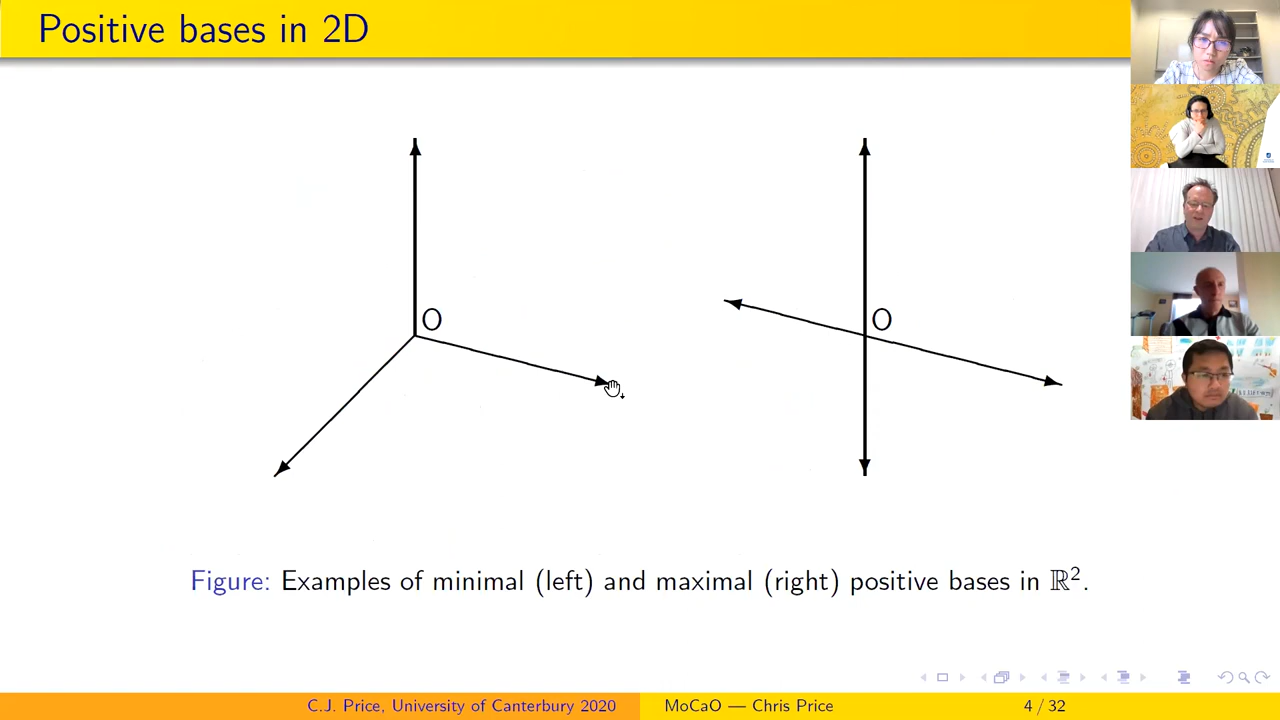 Positive bases in 2D
O
O
Figure: Examples of minimal (left) and maximal (right) positive bases in ℝ².
C.J. Price, University of Canterbury 2020
MoCaO — Chris Price
4 / 32